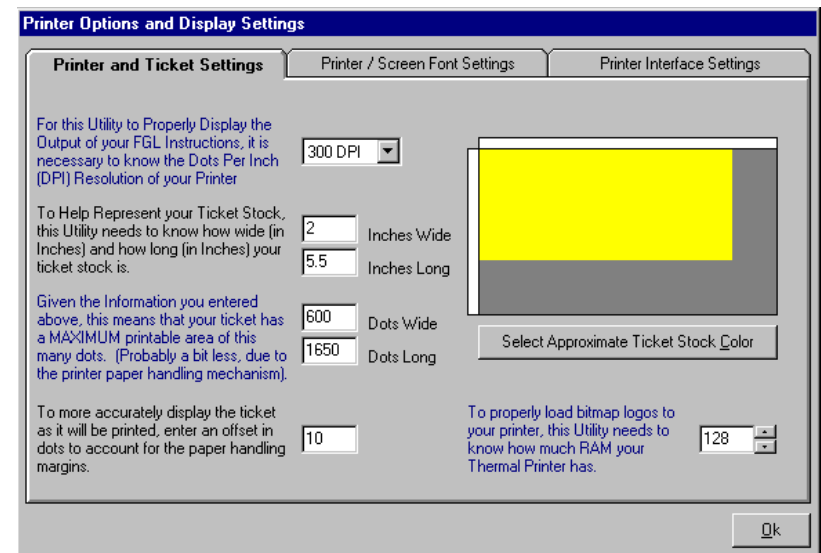 Printer Options and Display Settings
Printer and Ticket Settings
Printer / Screen Font Settings
Printer Interface Settings
For this Utility to Properly Display the
Output of your FGL Instructions, it is
necessary to know the Dots Per Inch
(DPI) Resolution of your Printer
300 DPI
To Help Represent your Ticket Stock,
this Utility needs to know how wide (in
Inches) and how long (in Inches) your
ticket stock is.
2 Inches Wide
5.5 Inches Long
Given the Information you entered
above, this means that your ticket has
a MAXIMUM printable area of this
many dots. (Probably a bit less, due to
the printer paper handling mechanism).
600 Dots Wide
1650 Dots Long
Select Approximate Ticket Stock Color
To more accurately display the ticket
as it will be printed, enter an offset in
dots to account for the paper handling
margins.
10
To properly load bitmap logos to
your printer, this Utility needs to
know how much RAM your
Thermal Printer has.
128
Ok